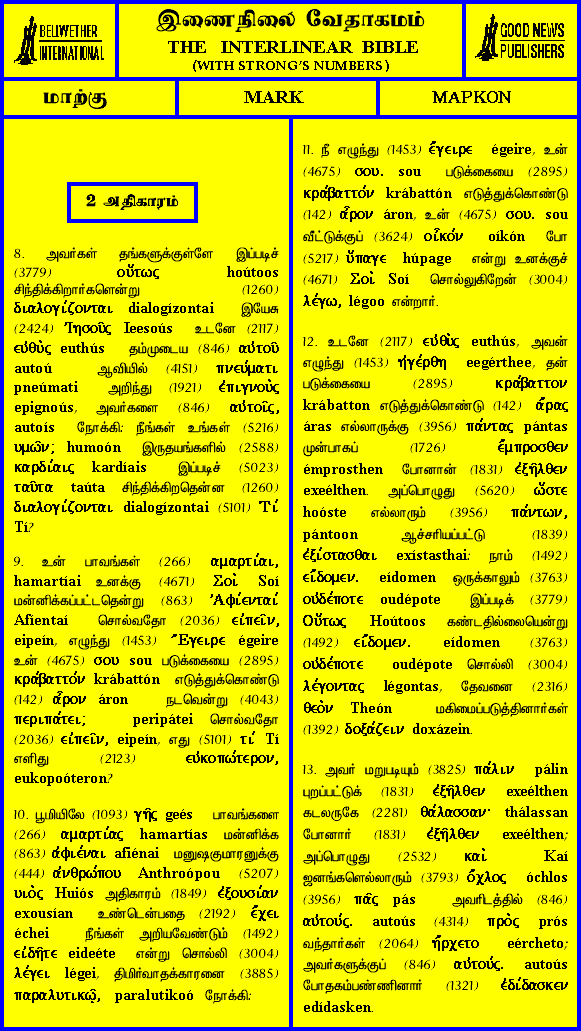 BELLWETHER
INTERNATIONAL
இணைநிலை வேதாகமம்
THE INTERLINEAR BIBLE
(WITH STRONG'S NUMBERS)
GOOD NEWS
PUBLISHERS
மாற்கு
MARK
ΜΑΡΚΟΝ
2 அதிகாரம்
8. அவர்கள் தங்களுக்குள்ளே இப்படிச்
(3779) οὕτως hoútoos
சிந்திக்கிறார்களென்று (1260)
διαλογίζονται dialogízontai இயேசு
(2424) Ἰησοῦς Ieesoús உடனே (2117)
εὐθὺς euthús தம்முடைய (846) αὐτοῦ
autoú ஆவியில் (4151) πνεύματι
pneúmati அறிந்து (1921) ἐπιγνοὺς
epignoús, அவர்களை (846) αὐτοῖς,
autoís நோக்கி: நீங்கள் உங்கள் (5216)
υμῶν; humoón இருதயங்களில் (2588)
καρδίαις kardíais இப்படிச் (5023)
ταῦτα taúta சிந்திக்கிறதென்ன (1260)
διαλογίζονται dialogízontai (5101) Τί
Tí?
9. உன் பாவங்கள் (266) αμαρτίαι,
hamartíai உனக்கு (4671) Σοὶ Soí
மன்னிக்கப்பட்டதென்று (863) Ἀφίενταί
Afientaí சொல்வதோ (2036) εἰπεῖν,
eipeín, எழுந்து (1453) Ἔγειρε égeire
உன் (4675) σου sou படுக்கையை (2895)
κράβαττόν krábattón எடுத்துக்கொண்டு
(142) ἆρον áron நடவென்று (4043)
περιπάτει; peripátei சொல்வதோ
(2036) εἰπεῖν, eipeín, எது (5101) τί Tí
எளிது (2123) εὐκοπώτερον,
eukopoóteron?
10. பூமியிலே (1093) γῆς geés பாவங்களை
(266) αμαρτίας hamartías மன்னிக்க
(863) ἀφιέναι afiénai மனுஷகுமாரனுக்கு
(444) ἀνθρώπου Anthroópou (5207)
υιὸς Huiós அதிகாரம் (1849) ἐξουσίαν
exousían உண்டென்பதை (2192) ἔχει
échei நீங்கள் அறியவேண்டும் (1492)
εἰδῆτε eideéte என்று சொல்லி (3004)
λέγει légei, திமிர்வாதக்காரனை (3885)
παραλυτικῷ, paralutikoó நோக்கி:
11. நீ எழுந்து (1453) ἔγειρε égeire, உன்
(4675) σου. sou படுக்கையை (2895)
κράβαττόν krábattón எடுத்துக்கொண்டு
(142) ἆρον áron, உன் (4675) σου. sou
வீட்டுக்குப் (3624) οἶκόν oíkón போ
(5217) ὕπαγε húpage என்று உனக்குச்
(4671) Σοὶ Soí சொல்லுகிறேன் (3004)
λέγω, légoo என்றார்.
12. உடனே (2117) εὐθὺς euthús, அவன்
எழுந்து (1453) ἠγέρθη eegérthee, தன்
படுக்கையை (2895) κράβαττον
krábatton எடுத்துக்கொண்டு (142) ἄρας
áras எல்லாருக்கு (3956) πάντας pántas
முன்பாகப் (1726) ἔμπροσθεν
émprosthen போனான் (1831) ἐξῆλθεν
exeélthen. அப்பொழுது (5620) ὥστε
hoóste எல்லாரும் (3956) πάντων,
pántoon ஆச்சரியப்பட்டு (1839)
ἐξίστασθαι exístasthai: நாம் (1492)
εἴδομεν. eídomen ஒருக்காலும் (3763)
οὐδέποτε oudépote இப்படிக் (3779)
Οὕτως Hoútoos கண்டதில்லையென்று
(1492) εἴδομεν. eídomen (3763)
οὐδέποτε oudépote சொல்லி (3004)
λέγοντας légontas, தேவனை (2316)
θεὸν Theón மகிமைப்படுத்தினார்கள்
(1392) δοξάζειν doxázein.
13. அவர் மறுபடியும் (3825) πάλιν pálin
புறப்பட்டுக் (1831) ἐξῆλθεν exeélthen
கடலருகே (2281) θάλασσαν· thálassan
போனார் (1831) ἐξῆλθεν exeélthen;
அப்பொழுது (2532) καὶ Kaí
ஜனங்களெல்லாரும் (3793) ὄχλος óchlos
(3956) πᾶς pás அவரிடத்தில் (846)
αὐτούς. autoús (4314) πρὸς prós
வந்தார்கள் (2064) ἤρχετο eércheto;
அவர்களுக்குப் (846) αὐτούς. autoús
போதகம்பண்ணினார் (1321) ἐδίδασκεν
edídasken.